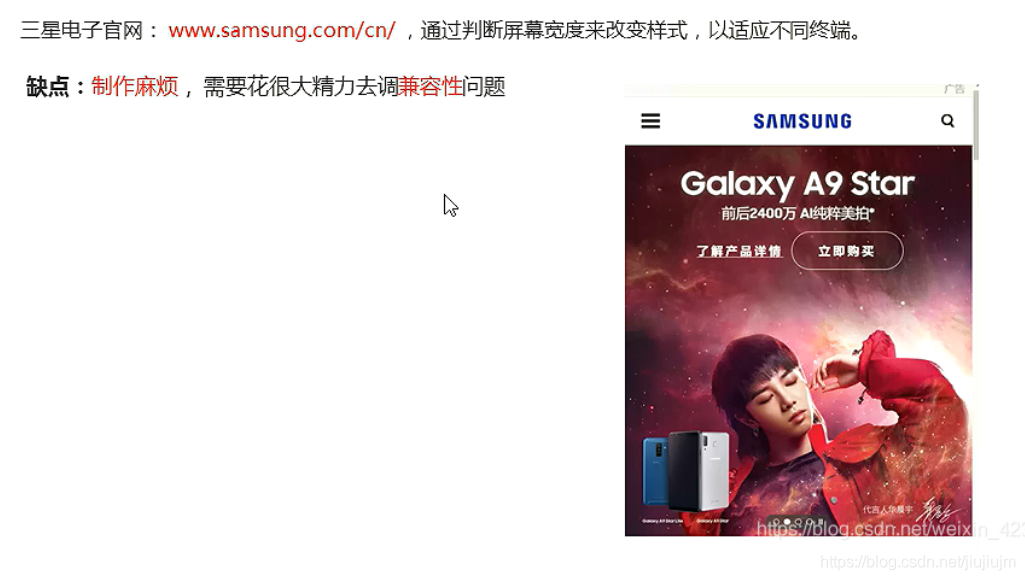 三星电子官网： www.samsung.com/cn/ ，通过判断屏幕宽度来改变样式，以适应不同终端。
缺点：制作麻烦， 需要花很大精力去调兼容性问题
广告
SAMSUNG
Galaxy A9 Star
前后2400万 AI纯粹美拍*
了解产品详情 立即购买
代言人华晨宇
Galaxy A9 Star Lite Galaxy A9 Star
https://blog.csdn.net/weixin_423
https://blog.csdn.net/jiujiujm